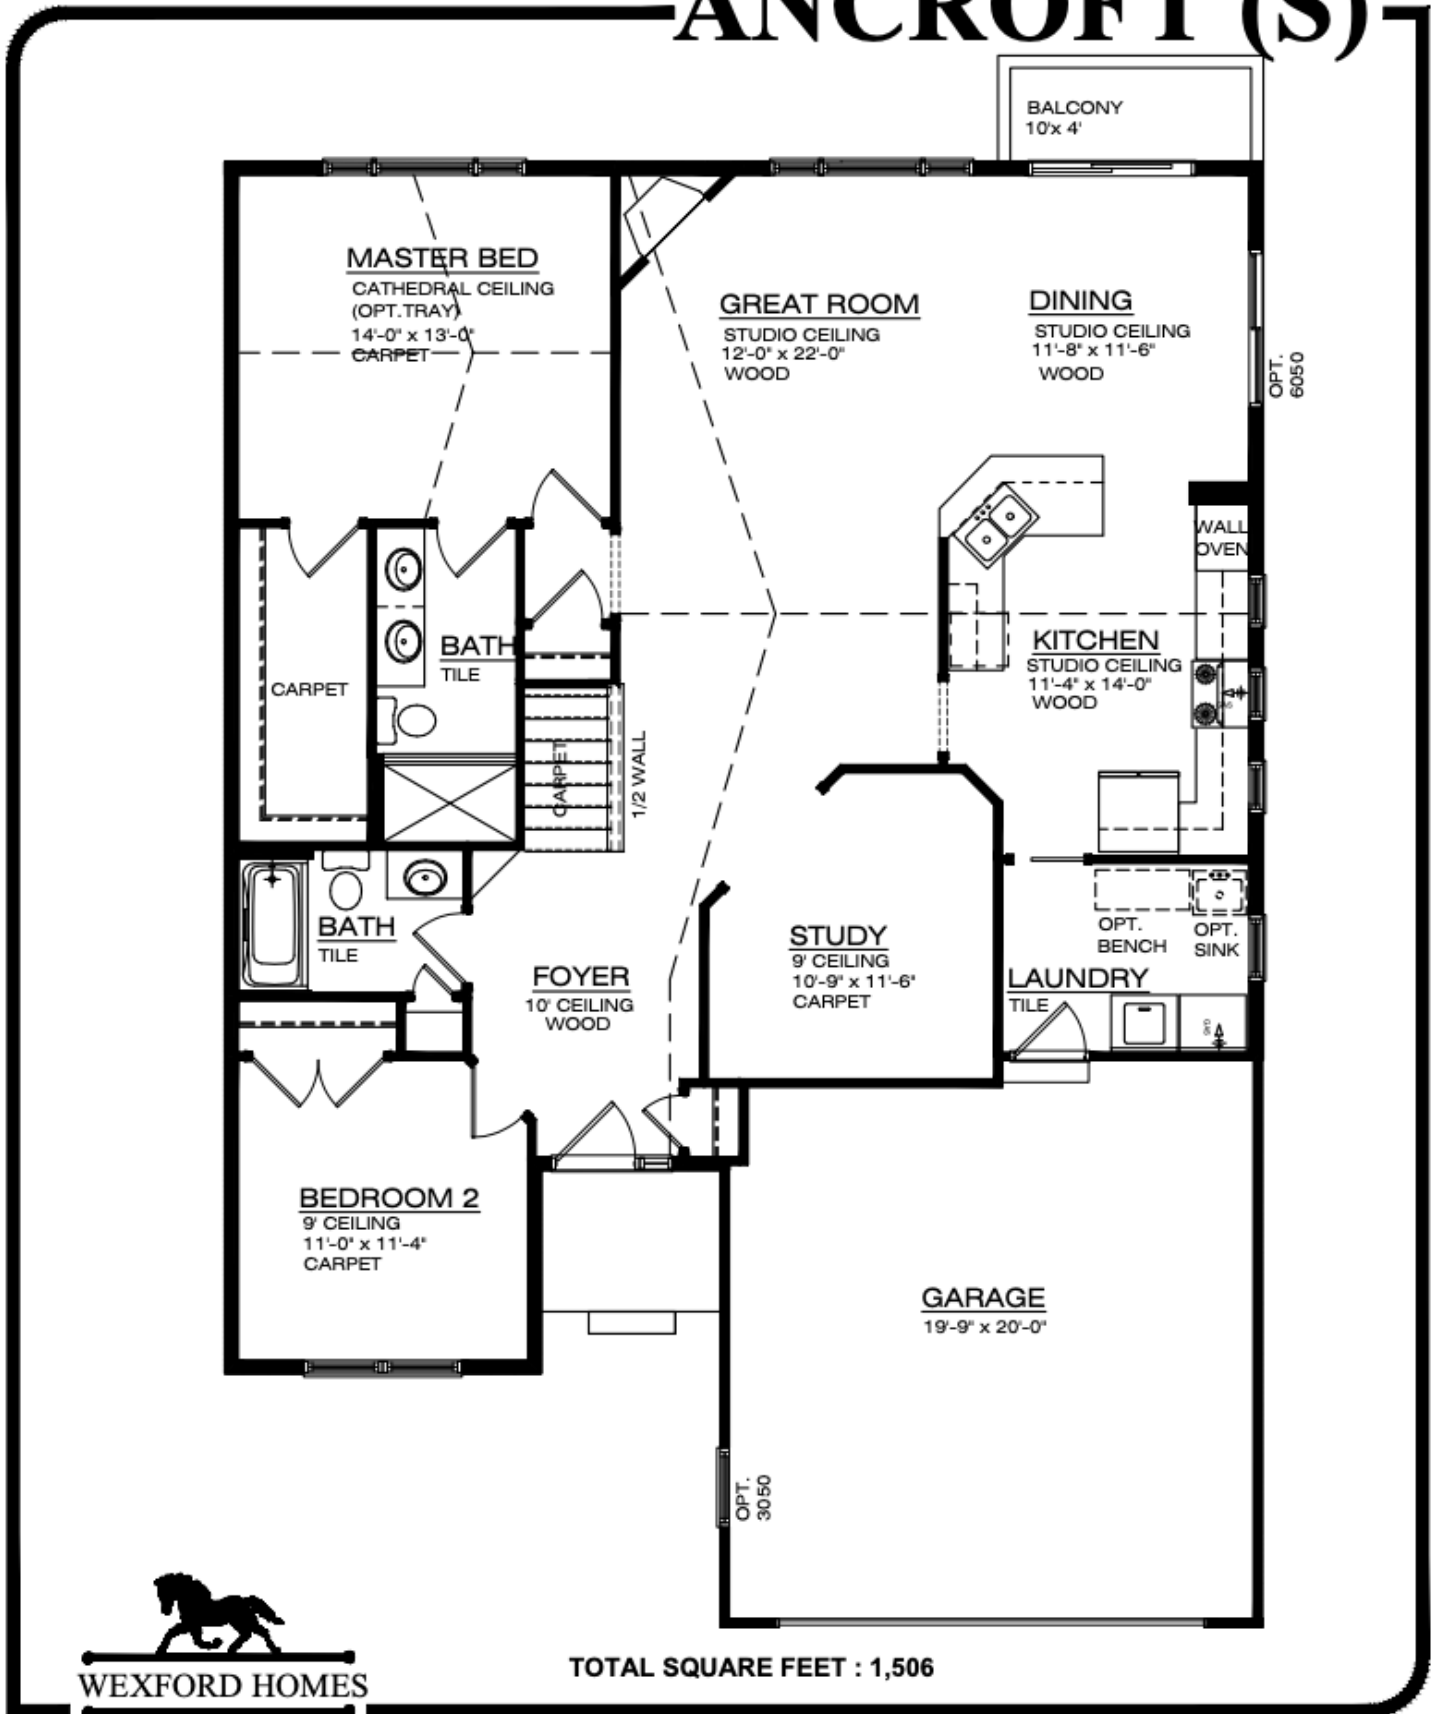 ANCROFT (S)
BALCONY
10'x 4'
MASTER BED
CATHEDRAL CEILING
(OPT.TRAY)
14'-0" x 13'-0"
CARPET
GREAT ROOM
STUDIO CEILING
12'-0" x 22'-0"
WOOD
DINING
STUDIO CEILING
11'-8" x 11'-6"
WOOD
OPT.
6050
WALL
OVEN
KITCHEN
STUDIO CEILING
11'-4" x 14'-0"
WOOD
BATH
TILE
CARPET
CARPET
1/2 WALL
BATH
TILE
FOYER
10' CEILING
WOOD
STUDY
9' CEILING
10'-9" x 11'-6"
CARPET
OPT.
BENCH
OPT.
SINK
LAUNDRY
TILE
GAS
BEDROOM 2
9' CEILING
11'-0" x 11'-4"
CARPET
GARAGE
19'-9" x 20'-0"
OPT.
3050
WEXFORD HOMES
TOTAL SQUARE FEET : 1,506